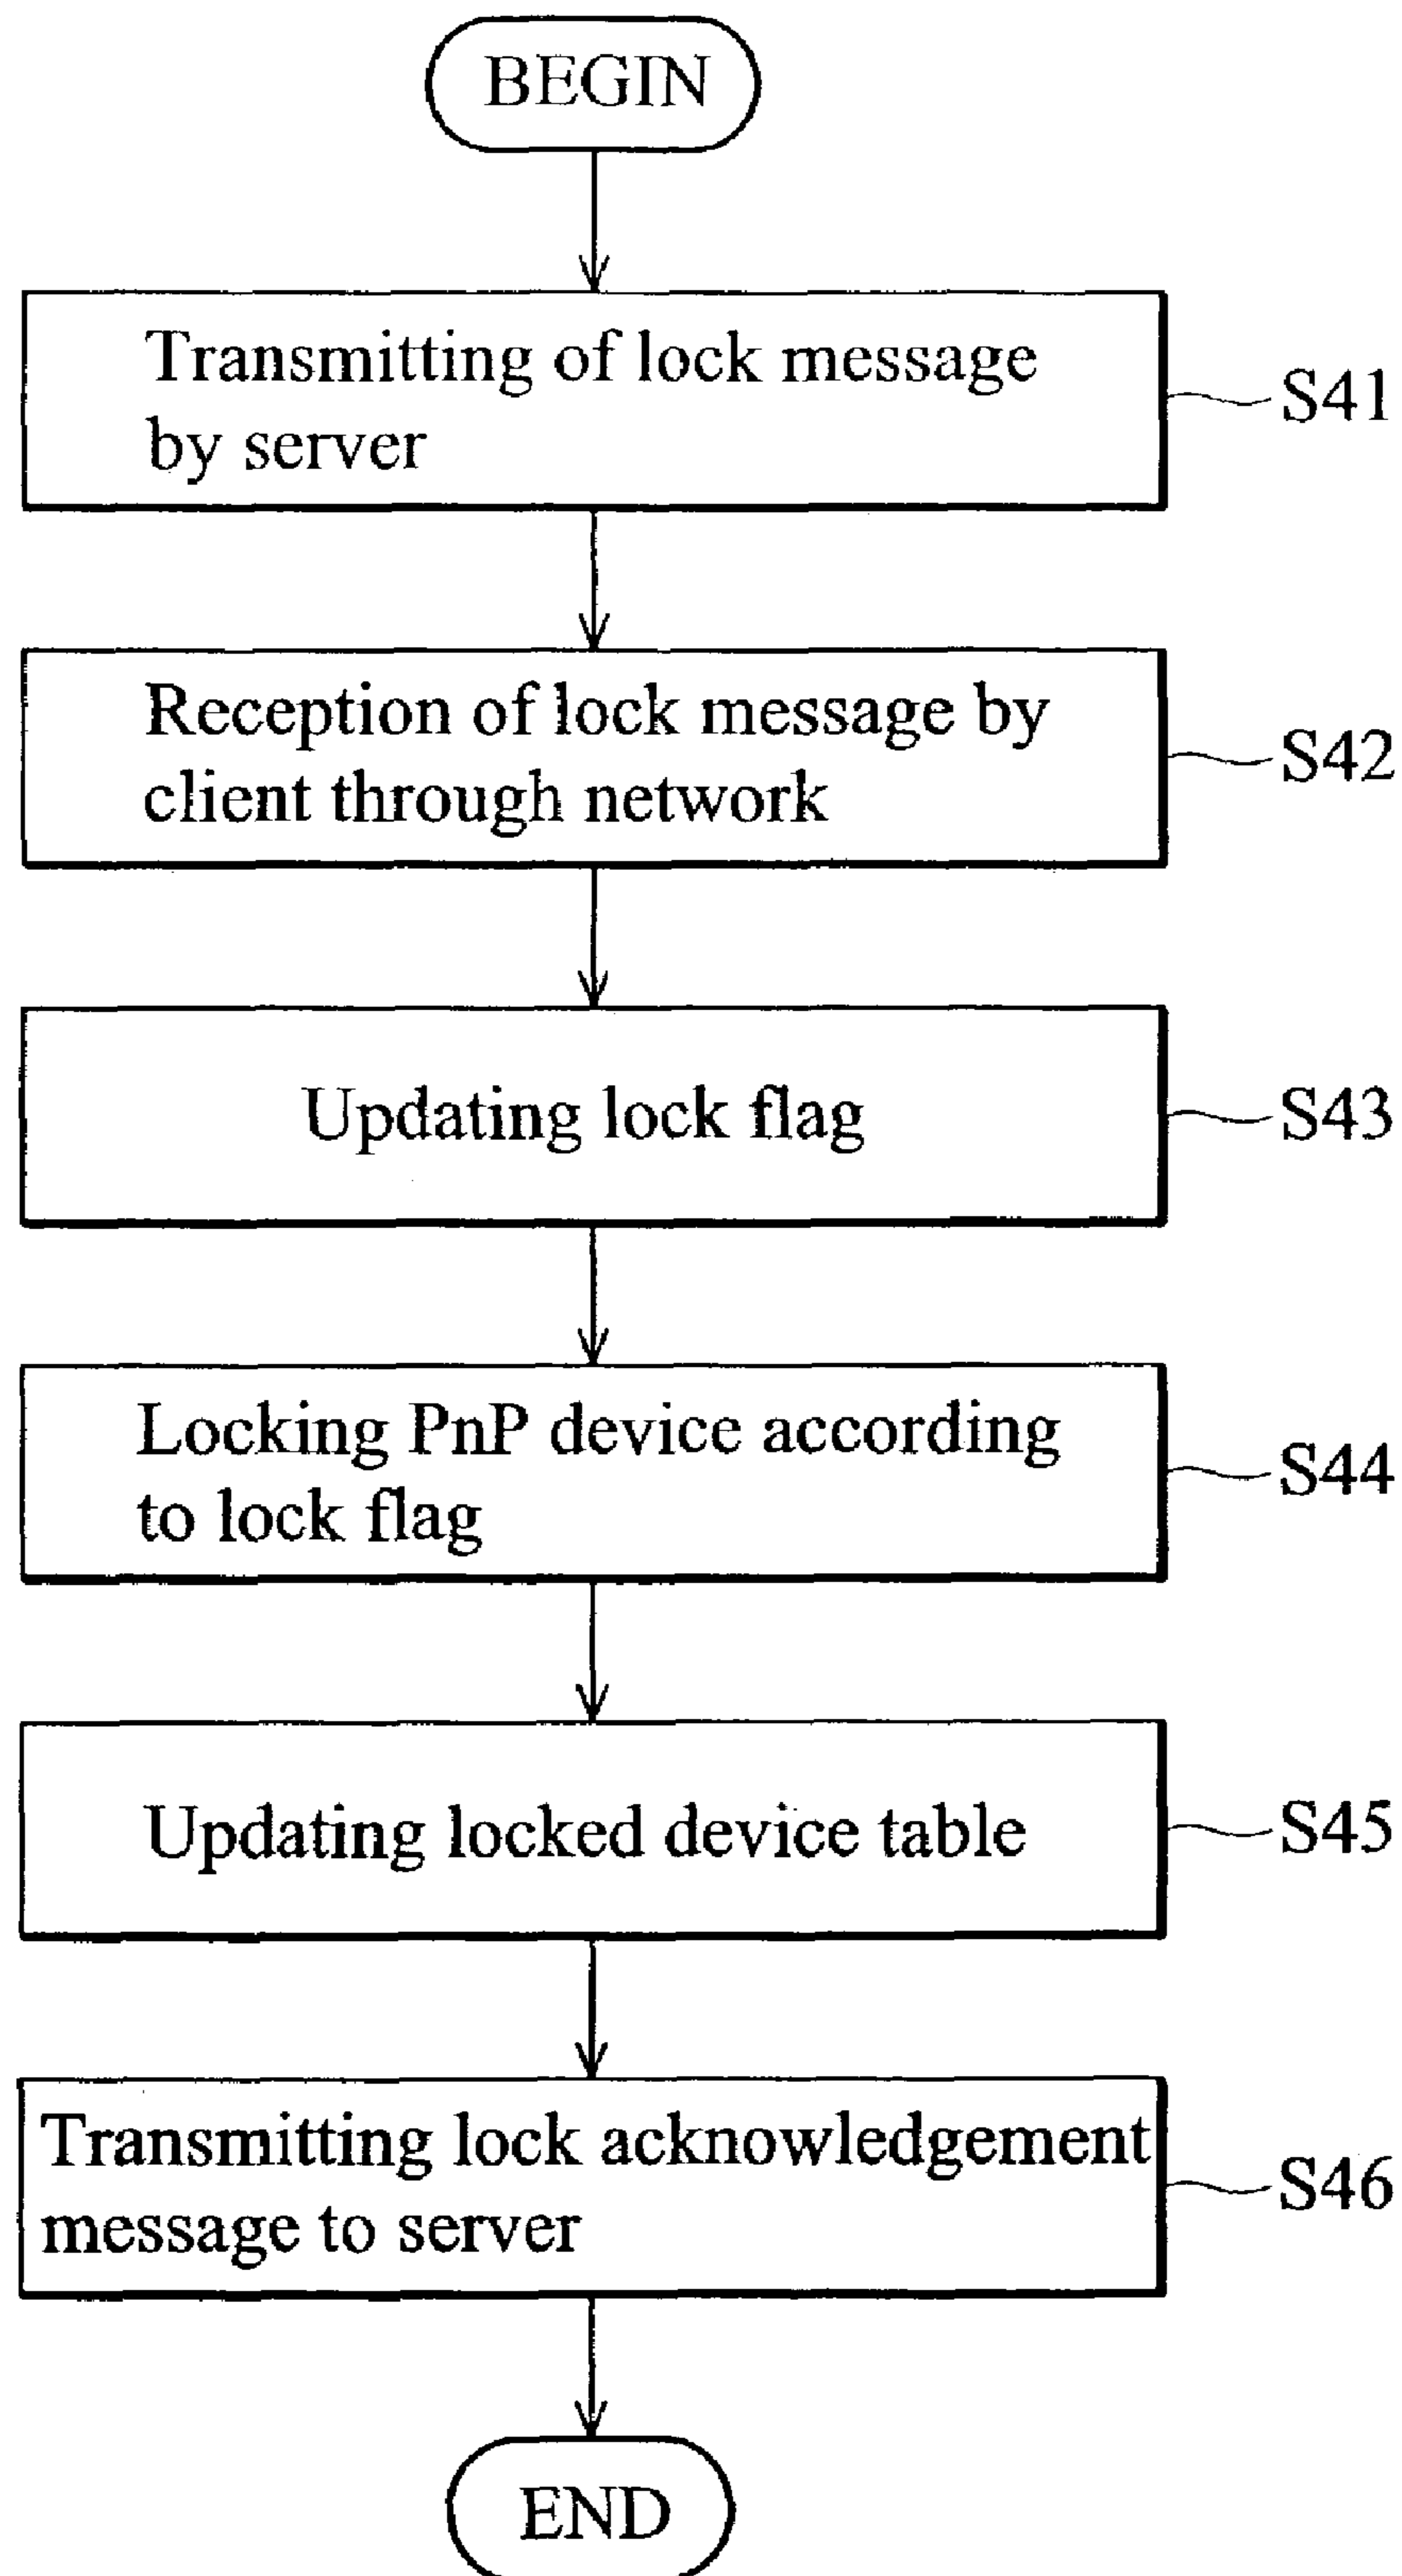 BEGIN
Transmitting of lock message
by server
S41
Reception of lock message by
client through network
S42
Updating lock flag
S43
Locking PnP device according
to lock flag
S44
Updating locked device table
S45
Transmitting lock acknowledgement
message to server
S46
END